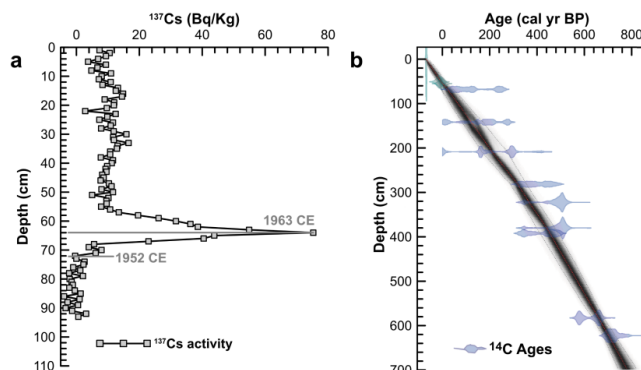 ¹³⁷Cs (Bq/Kg)
0 20 40 60 80
a
Depth (cm)
0
10
20
30
40
50
60
70
80
90
100
110
1963 CE
1952 CE
¹³⁷Cs activity
Age (cal yr BP)
0 200 400 600 800
b
Depth (cm)
0
100
200
300
400
500
600
700
¹⁴C Ages